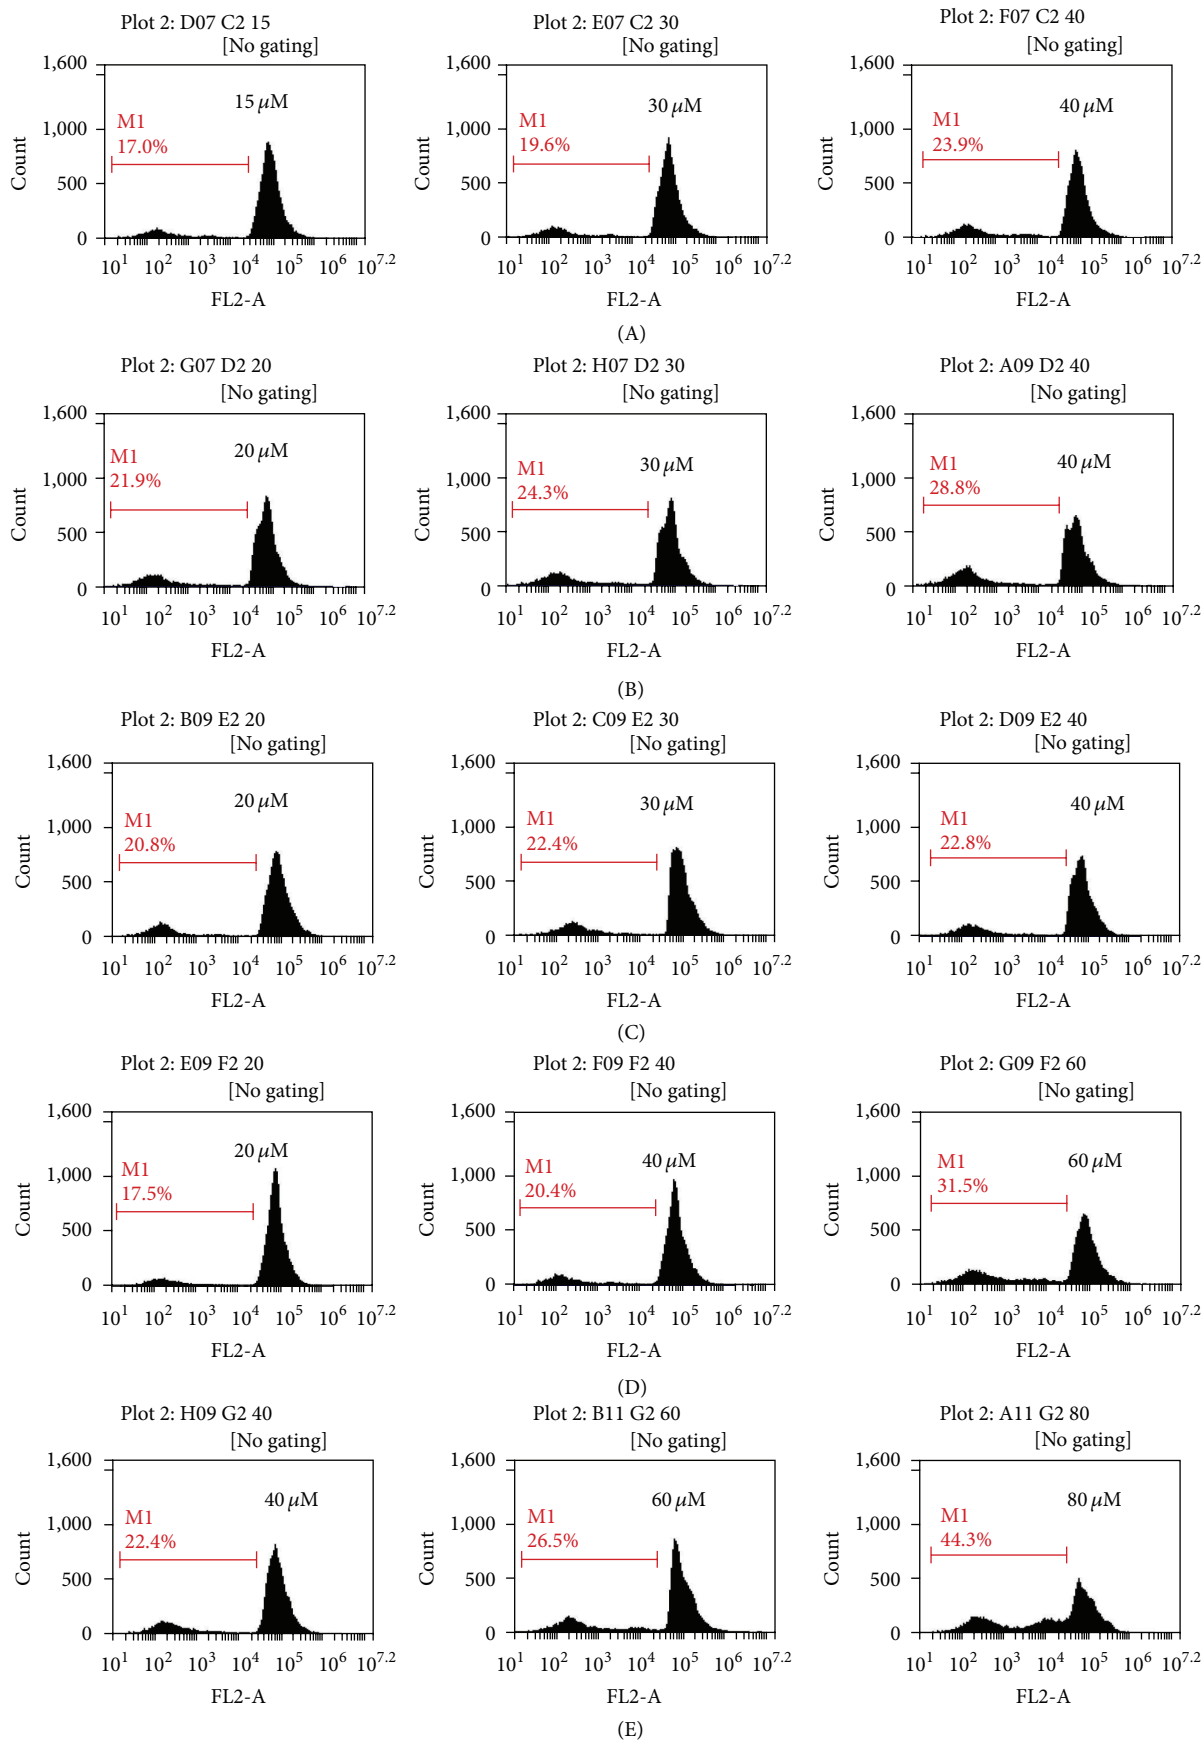 Plot 2: D07 C2 15
[No gating]
1,600
1,000
500
0
Count
15 μM
M1
17.0%
10^1 10^2 10^3 10^4 10^5 10^6 10^7.2
FL2-A
Plot 2: E07 C2 30
[No gating]
1,600
1,000
500
0
Count
30 μM
M1
19.6%
10^1 10^2 10^3 10^4 10^5 10^6 10^7.2
FL2-A
Plot 2: F07 C2 40
[No gating]
1,600
1,000
500
0
Count
40 μM
M1
23.9%
10^1 10^2 10^3 10^4 10^5 10^6 10^7.2
FL2-A
(A)
Plot 2: G07 D2 20
[No gating]
1,600
1,000
500
0
Count
20 μM
M1
21.9%
10^1 10^2 10^3 10^4 10^5 10^6 10^7.2
FL2-A
Plot 2: H07 D2 30
[No gating]
1,600
1,000
500
0
Count
30 μM
M1
24.3%
10^1 10^2 10^3 10^4 10^5 10^6 10^7.2
FL2-A
Plot 2: A09 D2 40
[No gating]
1,600
1,000
500
0
Count
40 μM
M1
28.8%
10^1 10^2 10^3 10^4 10^5 10^6 10^7.2
FL2-A
(B)
Plot 2: B09 E2 20
[No gating]
1,600
1,000
500
0
Count
20 μM
M1
20.8%
10^1 10^2 10^3 10^4 10^5 10^6 10^7.2
FL2-A
Plot 2: C09 E2 30
[No gating]
1,600
1,000
500
0
Count
30 μM
M1
22.4%
10^1 10^2 10^3 10^4 10^5 10^6 10^7.2
FL2-A
Plot 2: D09 E2 40
[No gating]
1,600
1,000
500
0
Count
40 μM
M1
22.8%
10^1 10^2 10^3 10^4 10^5 10^6 10^7.2
FL2-A
(C)
Plot 2: E09 F2 20
[No gating]
1,600
1,000
500
0
Count
20 μM
M1
17.5%
10^1 10^2 10^3 10^4 10^5 10^6 10^7.2
FL2-A
Plot 2: F09 F2 40
[No gating]
1,600
1,000
500
0
Count
40 μM
M1
20.4%
10^1 10^2 10^3 10^4 10^5 10^6 10^7.2
FL2-A
Plot 2: G09 F2 60
[No gating]
1,600
1,000
500
0
Count
60 μM
M1
31.5%
10^1 10^2 10^3 10^4 10^5 10^6 10^7.2
FL2-A
(D)
Plot 2: H09 G2 40
[No gating]
1,600
1,000
500
0
Count
40 μM
M1
22.4%
10^1 10^2 10^3 10^4 10^5 10^6 10^7.2
FL2-A
Plot 2: B11 G2 60
[No gating]
1,600
1,000
500
0
Count
60 μM
M1
26.5%
10^1 10^2 10^3 10^4 10^5 10^6 10^7.2
FL2-A
Plot 2: A11 G2 80
[No gating]
1,600
1,000
500
0
Count
80 μM
M1
44.3%
10^1 10^2 10^3 10^4 10^5 10^6 10^7.2
FL2-A
(E)